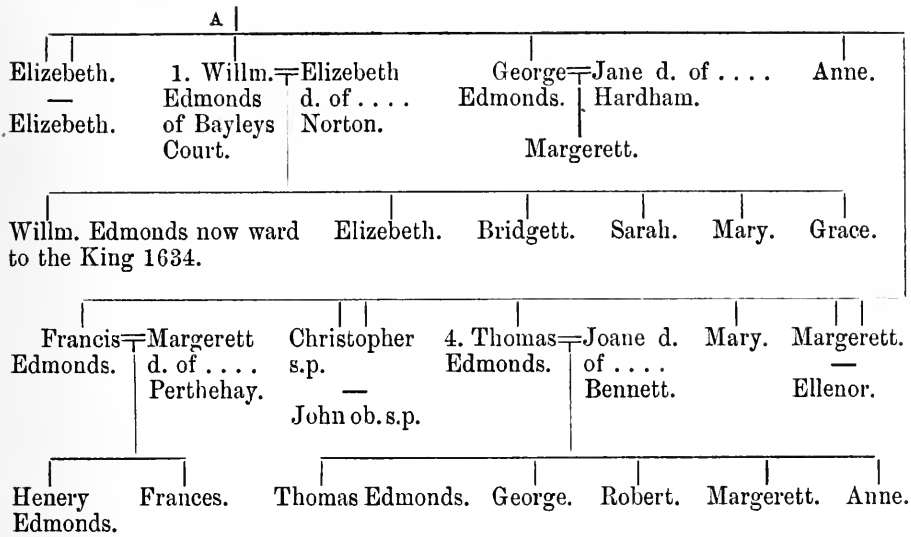 A
Elizebeth. 1. Willm. Elizebeth George Jane d. of . . . . Anne.
— Edmonds d. of . . . . Edmonds. Hardham.
Elizebeth. of Bayleys Norton.
Court. Margerett.
Willm. Edmonds now ward Elizebeth. Bridgett. Sarah. Mary. Grace.
to the King 1634.
Francis Margerett Christopher 4. Thomas Joane d. Mary. Margerett.
Edmonds. d. of . . . . s.p. Edmonds. of . . . . —
Perthehay. — Bennett. Ellenor.
John ob. s.p.
Henery Frances. Thomas Edmonds. George. Robert. Margerett. Anne.
Edmonds.